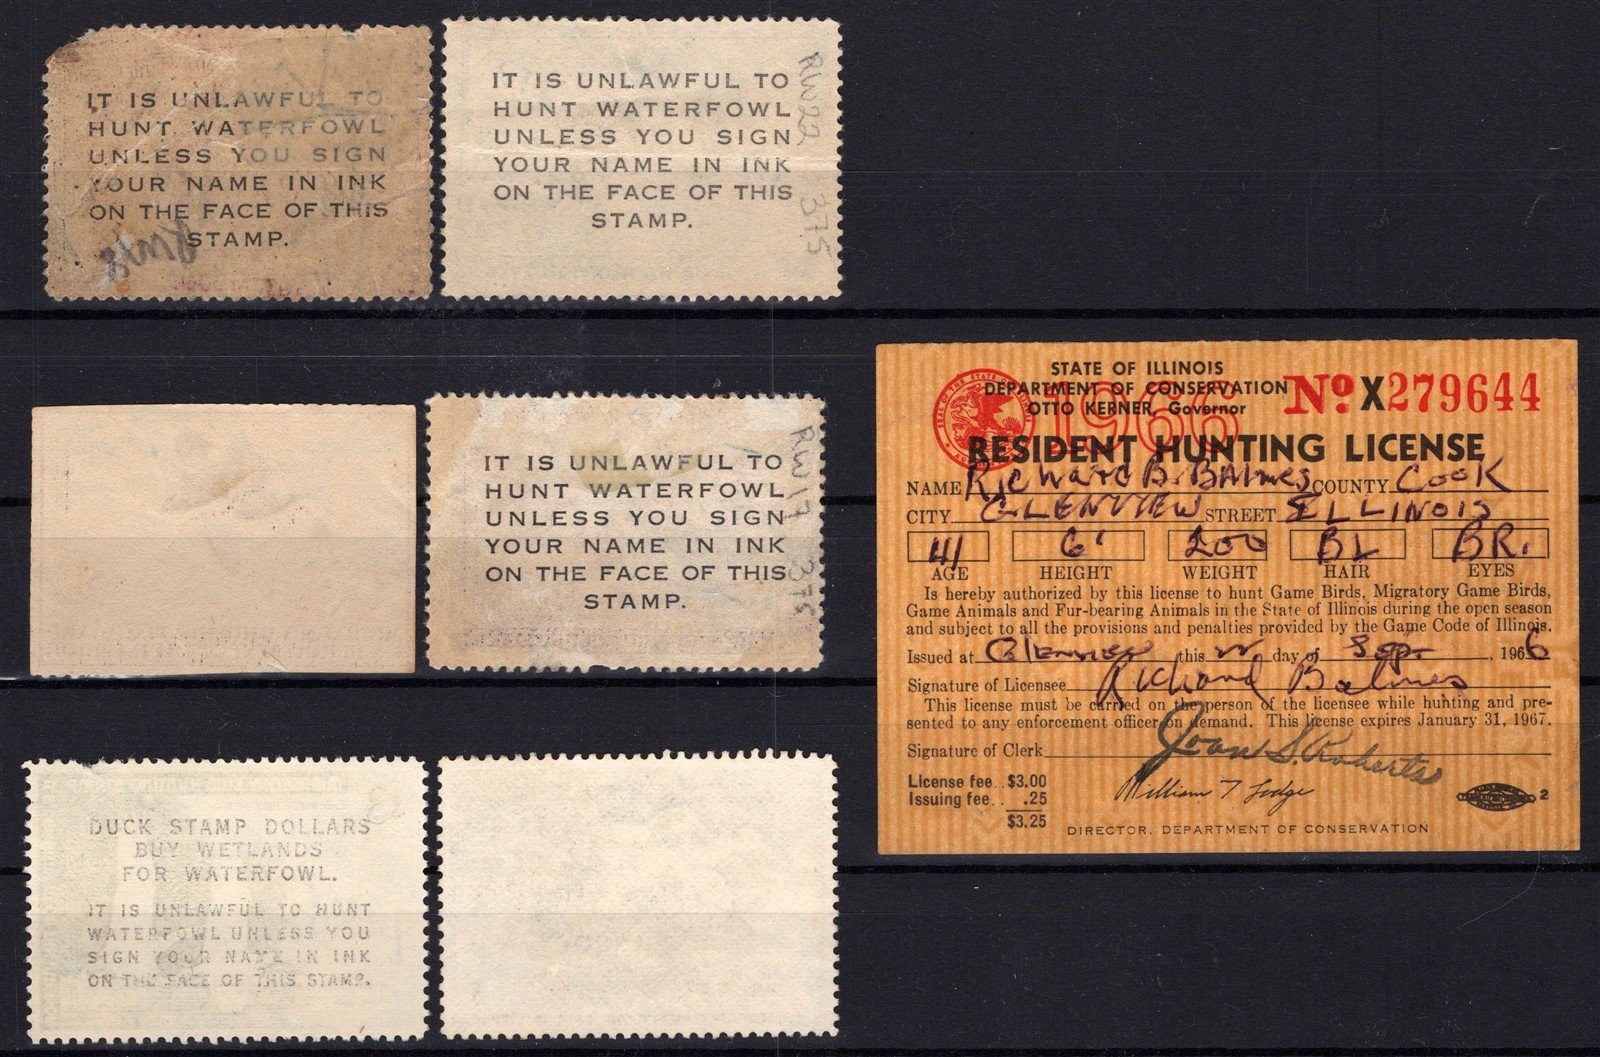 IT IS UNLAWFUL TO
HUNT WATERFOWL
UNLESS YOU SIGN
YOUR NAME IN INK
ON THE FACE OF THIS
STAMP.
IT IS UNLAWFUL TO
HUNT WATERFOWL
UNLESS YOU SIGN
YOUR NAME IN INK
ON THE FACE OF THIS
STAMP.
RW22 375
IT IS UNLAWFUL TO
HUNT WATERFOWL
UNLESS YOU SIGN
YOUR NAME IN INK
ON THE FACE OF THIS
STAMP.
RW19 375
DUCK STAMP DOLLARS
BUY WETLANDS
FOR WATERFOWL.
IT IS UNLAWFUL TO HUNT
WATERFOWL UNLESS YOU
SIGN YOUR NAME IN INK
ON THE FACE OF THIS STAMP.
STATE OF ILLINOIS
DEPARTMENT OF CONSERVATION
OTTO KERNER, Governor
1966
No X279644
RESIDENT HUNTING LICENSE
NAME Richard B. Balmes COUNTY COOK
CITY GLENVIEW STREET ILLINOIS
41 6' 200 BL BR.
AGE HEIGHT WEIGHT HAIR EYES
Is hereby authorized by this license to hunt Game Birds, Migratory Game Birds,
Game Animals and Fur-bearing Animals in the State of Illinois during the open season
and subject to all the provisions and penalties provided by the Game Code of Illinois.
Issued at Glenview this day of Sept. 1966
Signature of Licensee Richard Balmes
This license must be carried on the person of the licensee while hunting and pre-
sented to any enforcement officer on demand. This license expires January 31, 1967.
Signature of Clerk Joan S. Roberts
License fee.. $3.00
Issuing fee.. .25
$3.25
William T Lodge
DIRECTOR, DEPARTMENT OF CONSERVATION
2